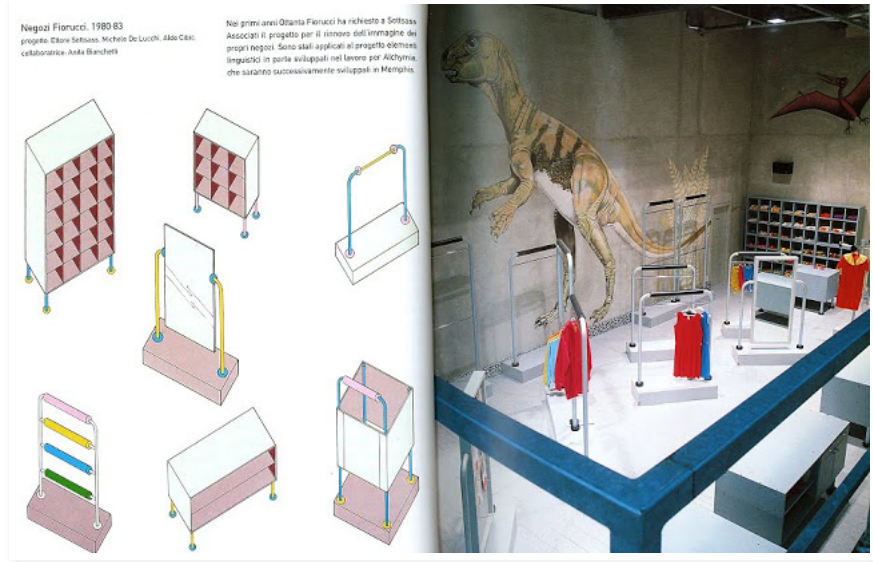 Negozi Fiorucci, 1980 83
progetto: Ettore Sottsass, Michele De Lucchi, Aldo Cibic.
collaboratrice: Anita Bianchetti
Nei primi anni Ottanta Fiorucci ha richiesto a Sottsass
Associati il progetto per il rinnovo dell'immagine dei
propri negozi. Sono stati applicati al progetto elementi
linguistici in parte sviluppati nel lavoro per Alchymia,
che saranno successivamente sviluppati in Memphis.